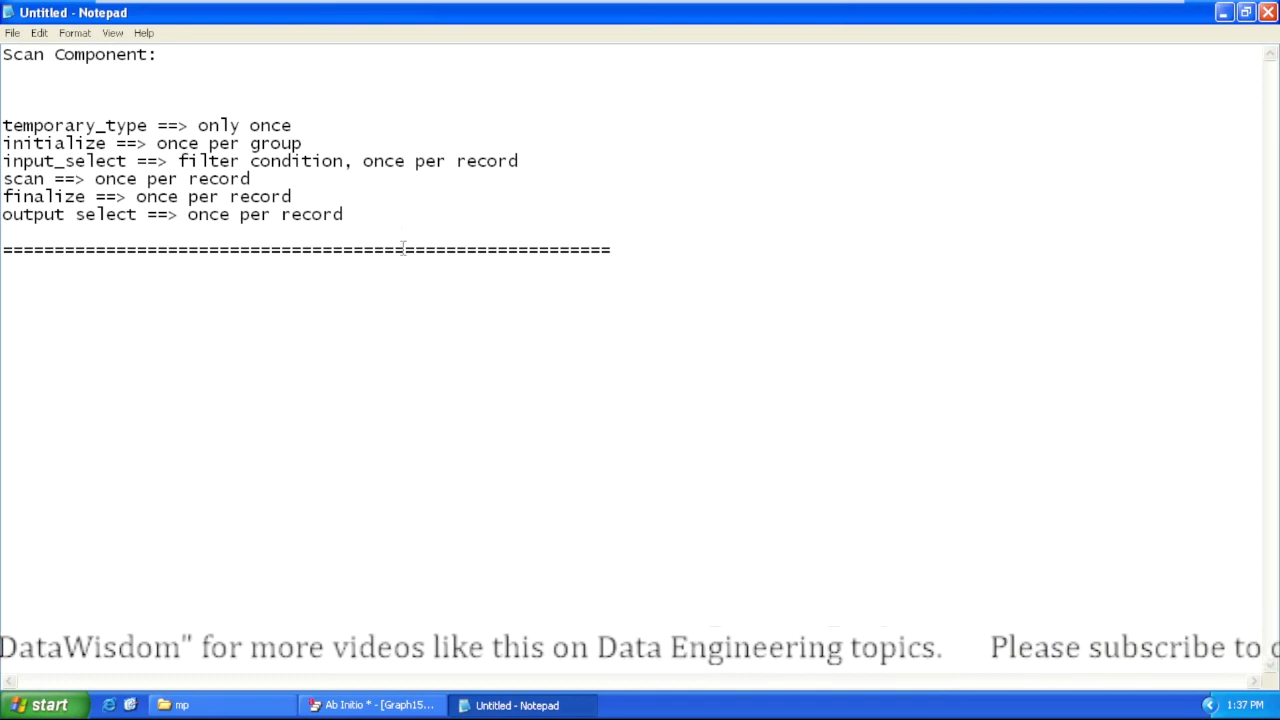 Untitled - Notepad
File Edit Format View Help
Scan Component:
temporary_type ==> only once
initialize ==> once per group
input_select ==> filter condition, once per record
scan ==> once per record
finalize ==> once per record
output select ==> once per record
===========================================================
DataWisdom" for more videos like this on Data Engineering topics. Please subscribe to
start mp Ab Initio * - [Graph15... Untitled - Notepad 1:37 PM